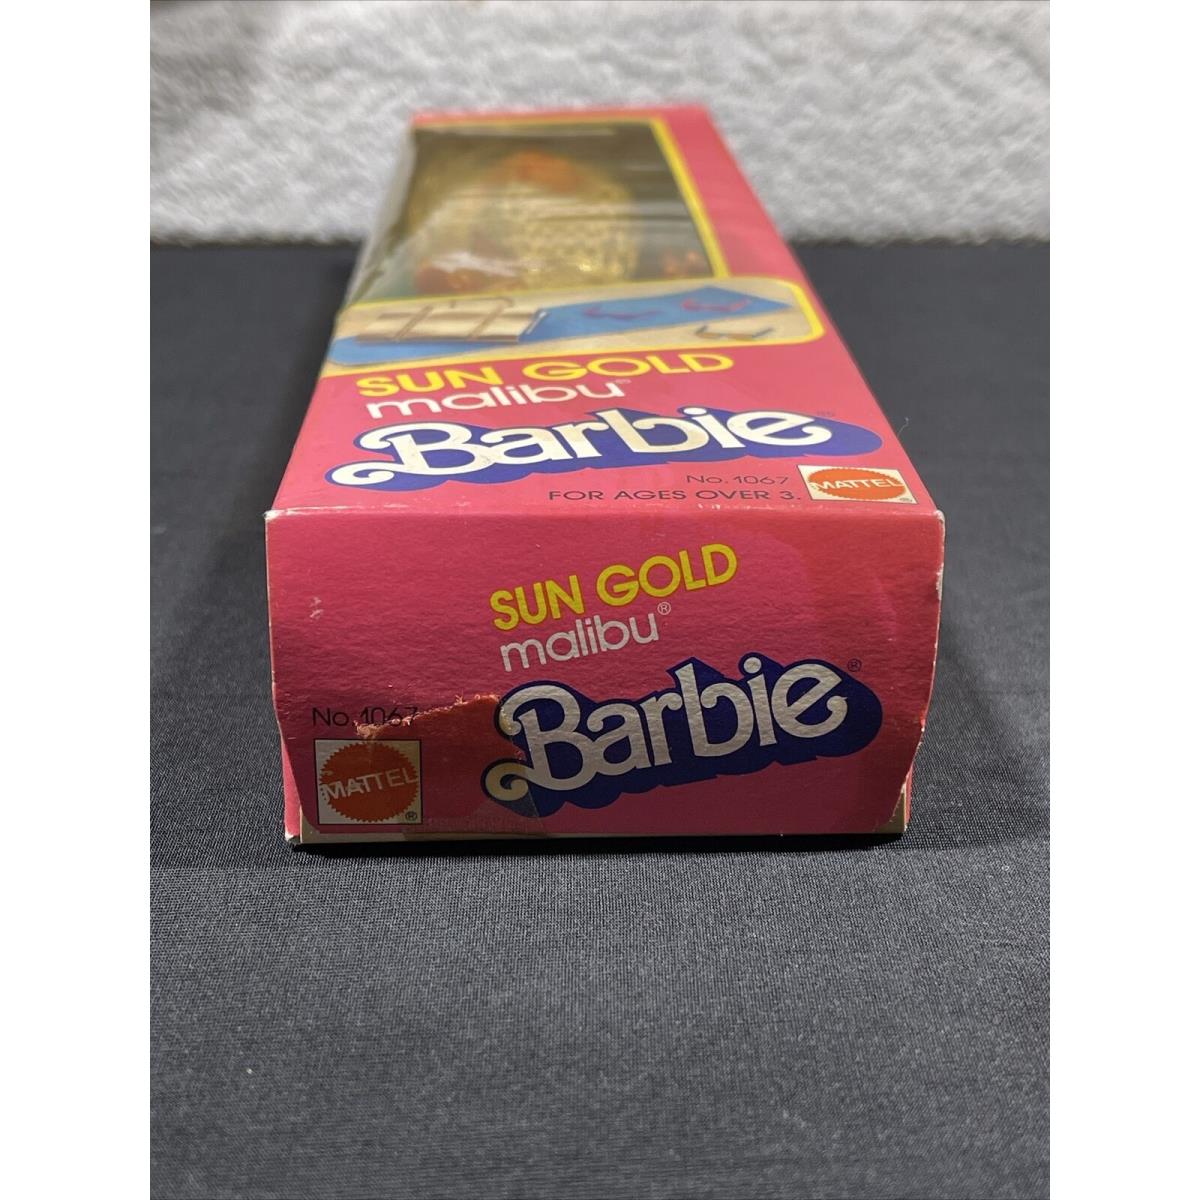 SUN GOLD
malibu®
Barbie
No. 1067
FOR AGES OVER 3.
MATTEL
®
SUN GOLD
malibu®
Barbie®
No. 1067
MATTEL
®